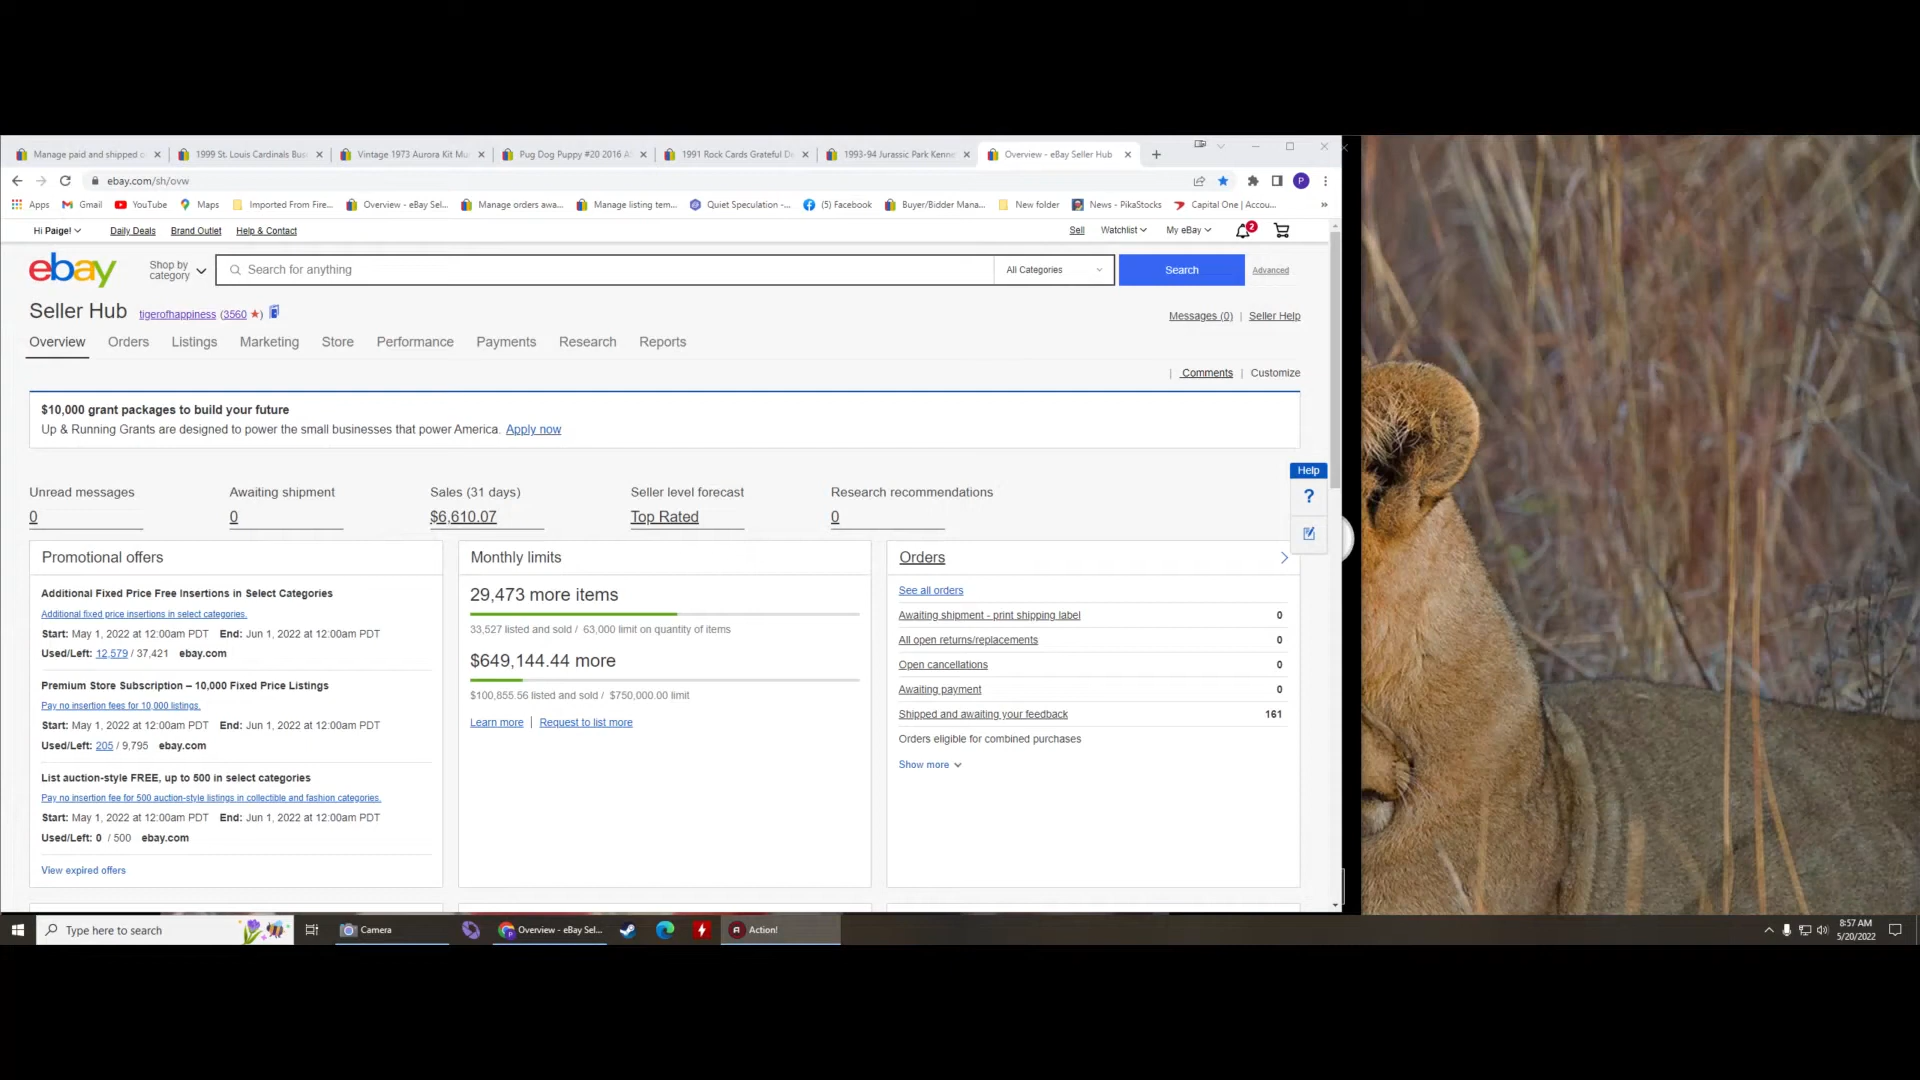 Manage paid and shipped o
1999 St. Louis Cardinals Bus
Vintage 1973 Aurora Kit Mu
Pug Dog Puppy #20 2016 A
1991 Rock Cards Grateful De
1993-94 Jurassic Park Kenne
Overview - eBay Seller Hub
ebay.com/sh/ovw
P
Apps
Gmail
YouTube
Maps
Imported From Fire...
Overview - eBay Sel...
Manage orders awa...
Manage listing tem...
Quiet Speculation -...
(5) Facebook
Buyer/Bidder Mana...
New folder
News - PikaStocks
Capital One | Accou...
»
Hi Paige!
Daily Deals
Brand Outlet
Help & Contact
Sell
Watchlist
My eBay
2
ebay
Shop by
category
Search for anything
All Categories
Search
Advanced
Seller Hub
tigerofhappiness (3560 ★)
Messages (0) | Seller Help
Overview
Orders
Listings
Marketing
Store
Performance
Payments
Research
Reports
| Comments | Customize
$10,000 grant packages to build your future
Up & Running Grants are designed to power the small businesses that power America. Apply now
Help
?
Unread messages
0
Awaiting shipment
0
Sales (31 days)
$6,610.07
Seller level forecast
Top Rated
Research recommendations
0
Promotional offers
Additional Fixed Price Free Insertions in Select Categories
Additional fixed price insertions in select categories.
Start: May 1, 2022 at 12:00am PDT End: Jun 1, 2022 at 12:00am PDT
Used/Left: 12,579 / 37,421 ebay.com
Premium Store Subscription – 10,000 Fixed Price Listings
Pay no insertion fees for 10,000 listings.
Start: May 1, 2022 at 12:00am PDT End: Jun 1, 2022 at 12:00am PDT
Used/Left: 205 / 9,795 ebay.com
List auction-style FREE, up to 500 in select categories
Pay no insertion fee for 500 auction-style listings in collectible and fashion categories.
Start: May 1, 2022 at 12:00am PDT End: Jun 1, 2022 at 12:00am PDT
Used/Left: 0 / 500 ebay.com
View expired offers
Monthly limits
29,473 more items
33,527 listed and sold / 63,000 limit on quantity of items
$649,144.44 more
$100,855.56 listed and sold / $750,000.00 limit
Learn more | Request to list more
Orders
See all orders
Awaiting shipment - print shipping label 0
All open returns/replacements 0
Open cancellations 0
Awaiting payment 0
Shipped and awaiting your feedback 161
Orders eligible for combined purchases
Show more
Type here to search
Camera
Overview - eBay Sel...
Action!
8:57 AM
5/20/2022